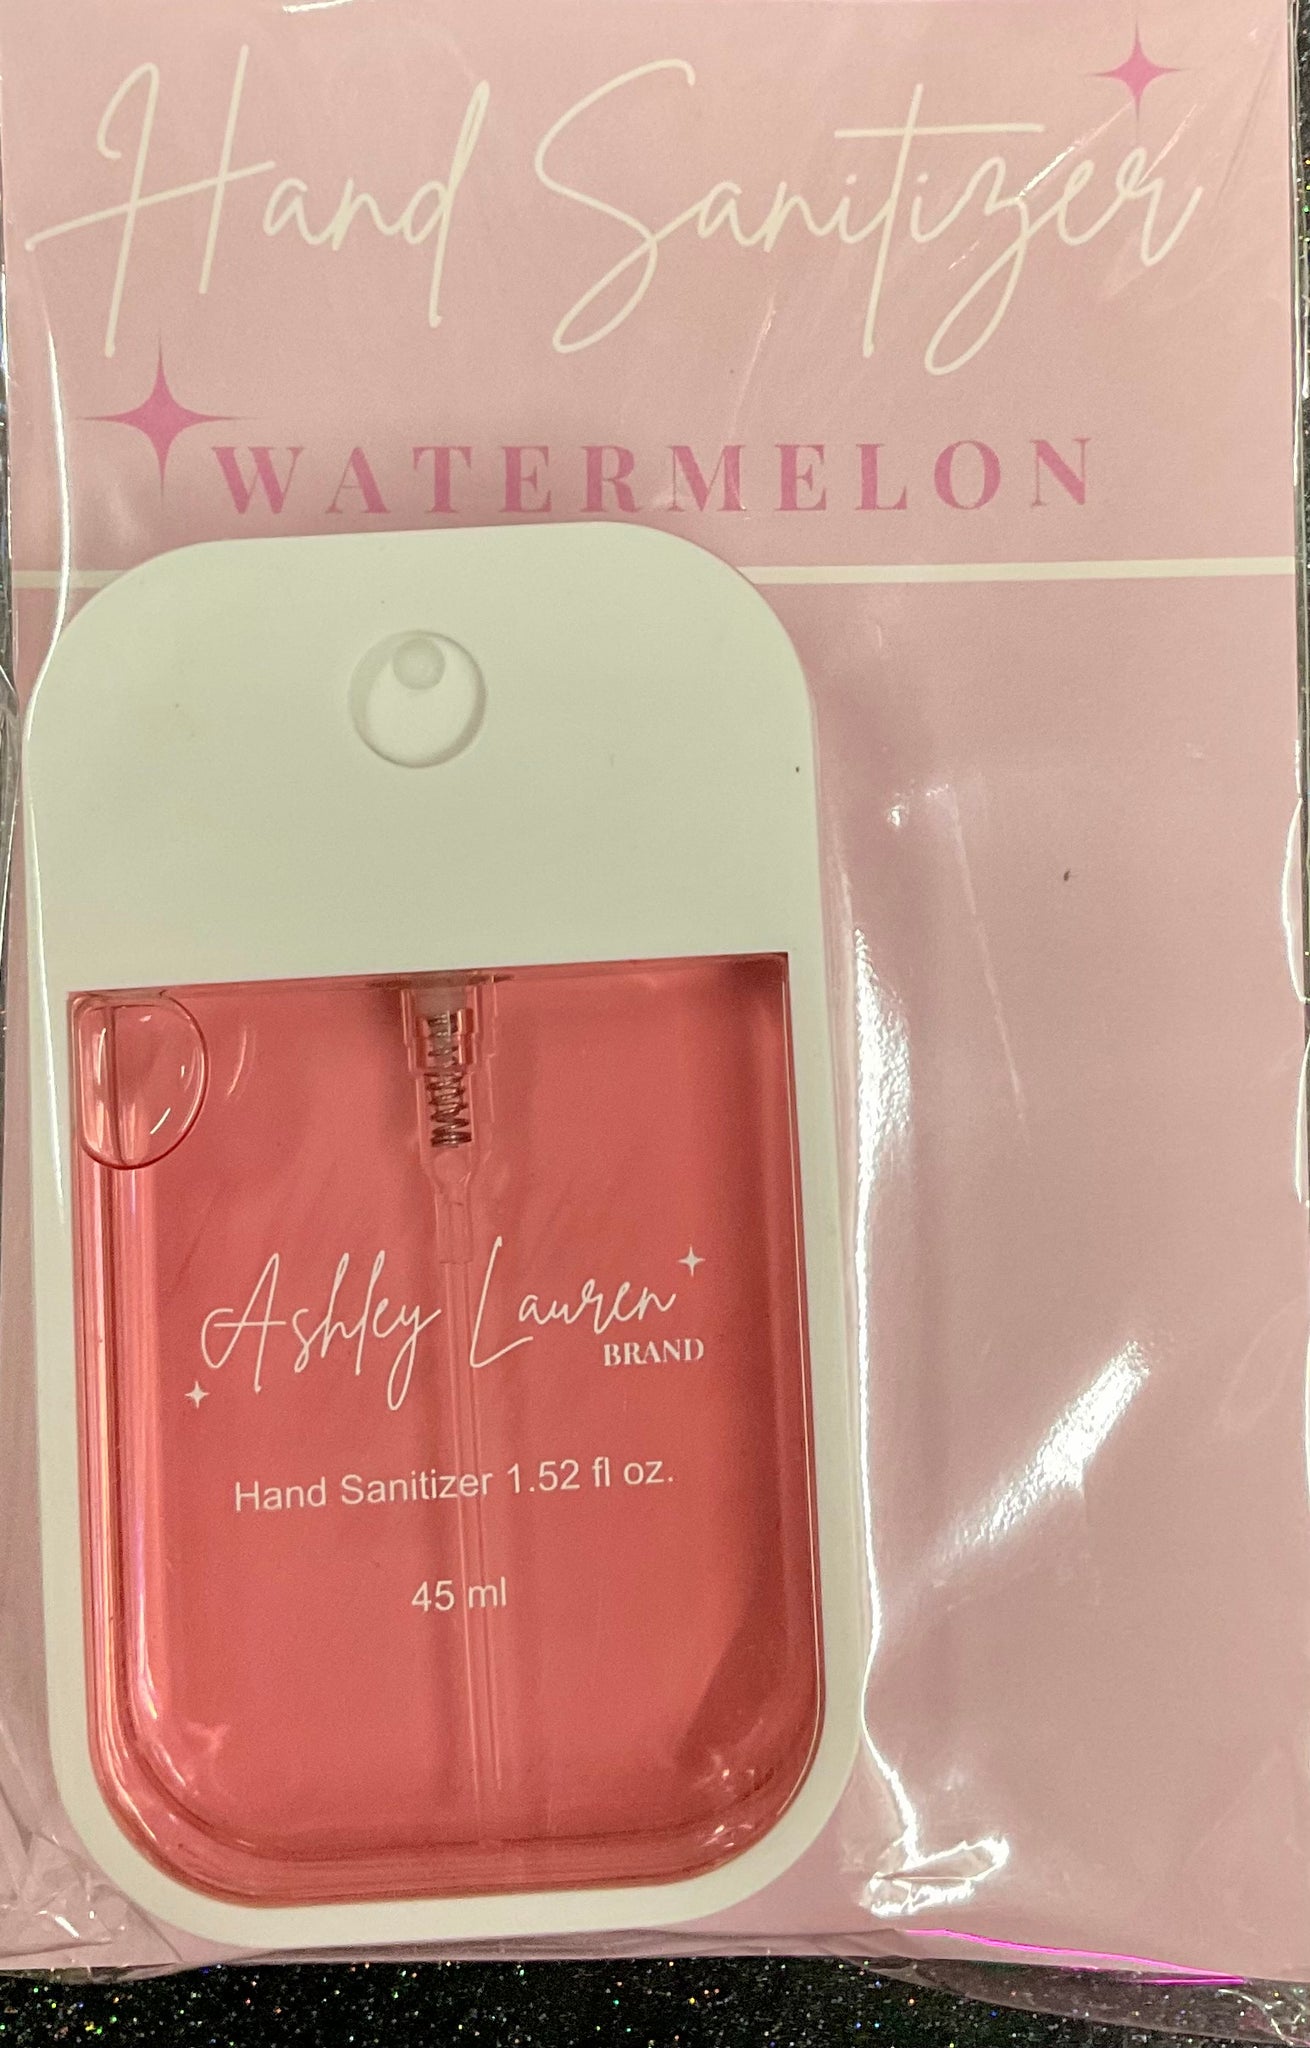 Hand Sanitizer
WATERMELON
Ashley Lauren
BRAND
Hand Sanitizer 1.52 fl oz.
45 ml